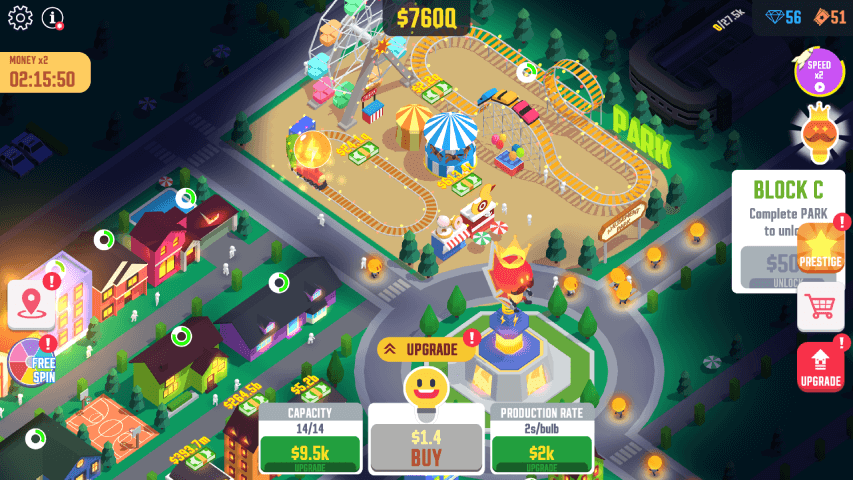 $760Q
0/27.5k
56
51
MONEY x2
02:15:50
SPEED
x2
PARK
BLOCK C
Complete PARK
to unlo
$50
UNLOCK
PRESTIGE
FREE
SPIN
UPGRADE
UPGRADE
$264.5b
$5.2b
$393.7m
CAPACITY
14/14
$9.5k
UPGRADE
$1.4
BUY
PRODUCTION RATE
2s/bulb
$2k
UPGRADE